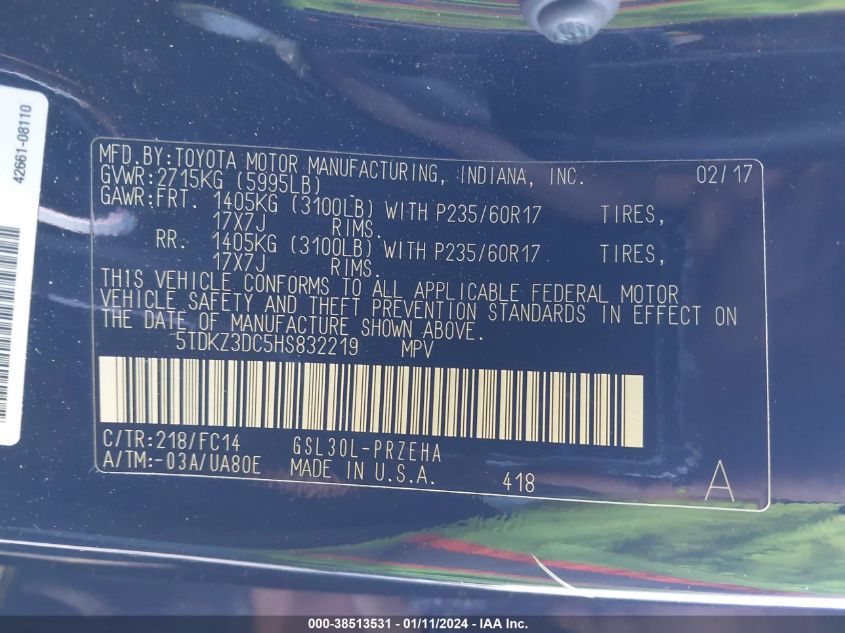 42661-08110
MFD.BY:TOYOTA MOTOR MANUFACTURING, INDIANA, INC. 02/17
GVWR:2715KG (5995LB)
GAWR:FRT. 1405KG (3100LB) WITH P235/60R17 TIRES,
17X7J RIMS.
RR. 1405KG (3100LB) WITH P235/60R17 TIRES,
17X7J RIMS.
THIS VEHICLE CONFORMS TO ALL APPLICABLE FEDERAL MOTOR
VEHICLE SAFETY AND THEFT PREVENTION STANDARDS IN EFFECT ON
THE DATE OF MANUFACTURE SHOWN ABOVE.
5TDKZ3DC5HS832219 MPV
C/TR:218/FC14 GSL30L-PRZEHA
A/TM:-03A/UA80E MADE IN U.S.A. 418 A
000-38513531 - 01/11/2024 - IAA Inc.